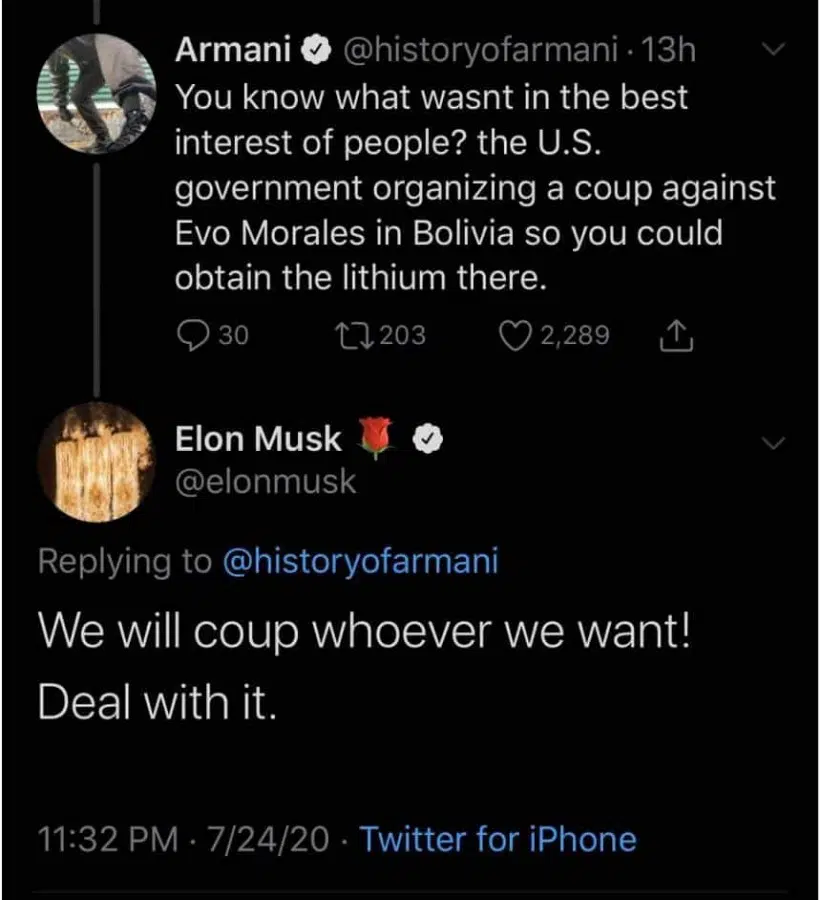 Armani @historyofarmani · 13h
You know what wasnt in the best
interest of people? the U.S.
government organizing a coup against
Evo Morales in Bolivia so you could
obtain the lithium there.
30 203 2,289
Elon Musk 🌹
@elonmusk
Replying to @historyofarmani
We will coup whoever we want!
Deal with it.
11:32 PM · 7/24/20 · Twitter for iPhone